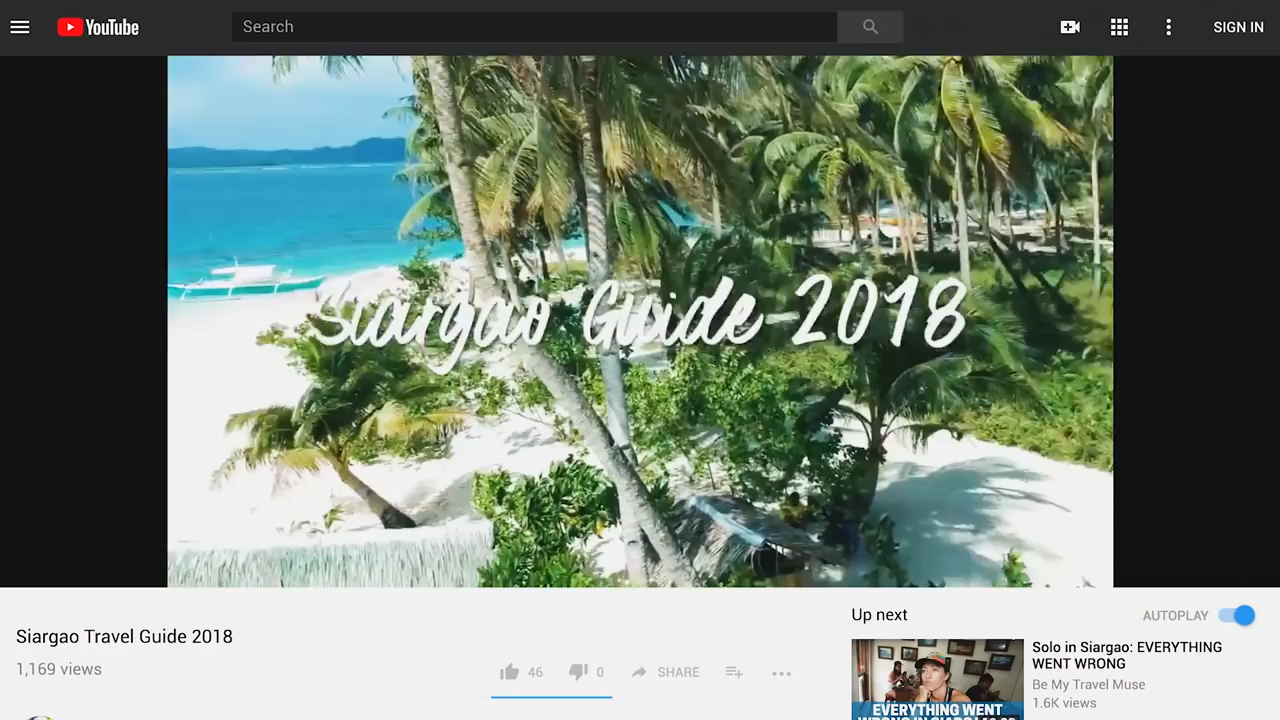 YouTube
Search
SIGN IN
Siargao Guide 2018
Siargao Travel Guide 2018
1,169 views
46
0
SHARE
Up next
AUTOPLAY
Solo in Siargao: EVERYTHING
WENT WRONG
Be My Travel Muse
1.6K views
EVERYTHING WENT